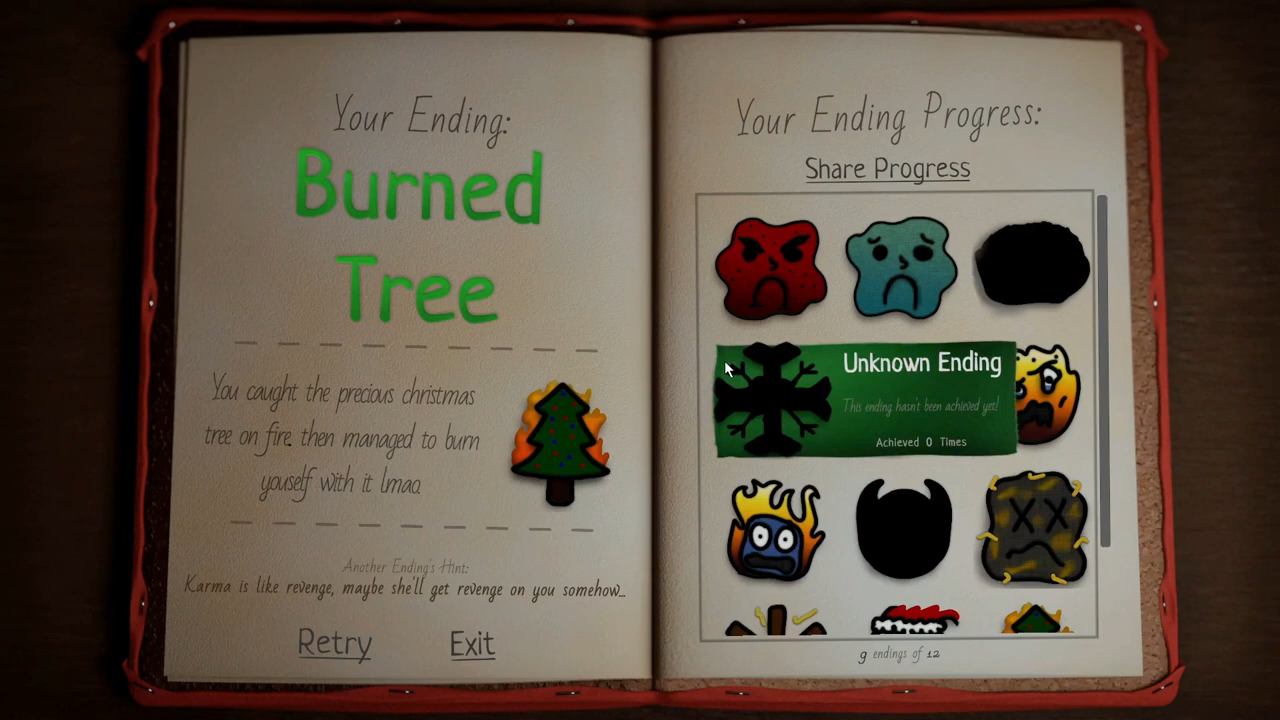 Your Ending:
Burned
Tree
You caught the precious christmas
tree on fire. then managed to burn
youself with it lmao.
Another Ending's Hint:
Karma is like revenge, maybe she'll get revenge on you somehow...
Retry Exit
Your Ending Progress:
Share Progress
Unknown Ending
This ending hasn't been achieved yet!
Achieved 0 Times
9 endings of 12